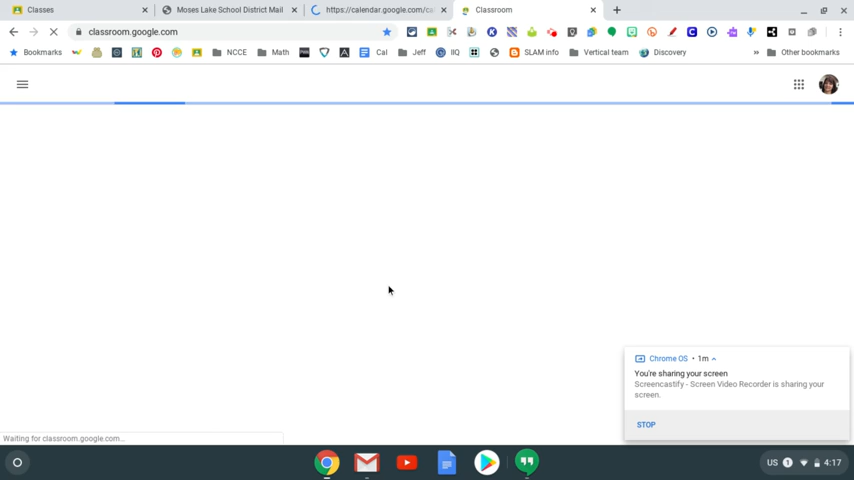 Classes
Moses Lake School District Mail
https://calendar.google.com/ca
Classroom
classroom.google.com
Bookmarks
NCCE
Math
Cal
Jeff
IIQ
SLAM info
Vertical team
Discovery
Other bookmarks
Chrome OS • 1m
You're sharing your screen
Screencastify - Screen Video Recorder is sharing your
screen.
STOP
Waiting for classroom.google.com...
US 1 4:17